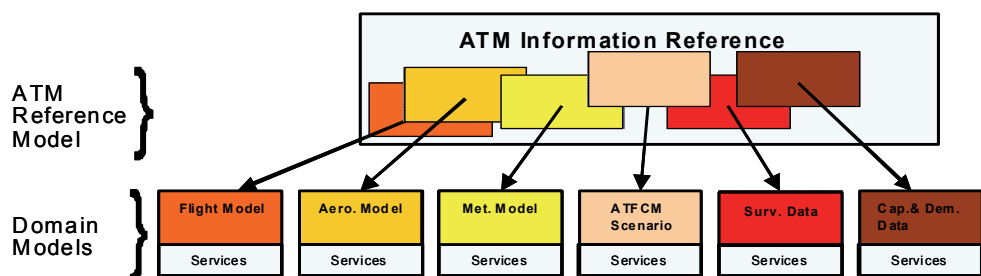 ATM Information Reference
ATM
Reference
Model
Flight Model
Aero. Model
Met. Model
ATFCM
Scenario
Surv. Data
Cap.& Dem.
Data
Domain
Models
Services
Services
Services
Services
Services
Services